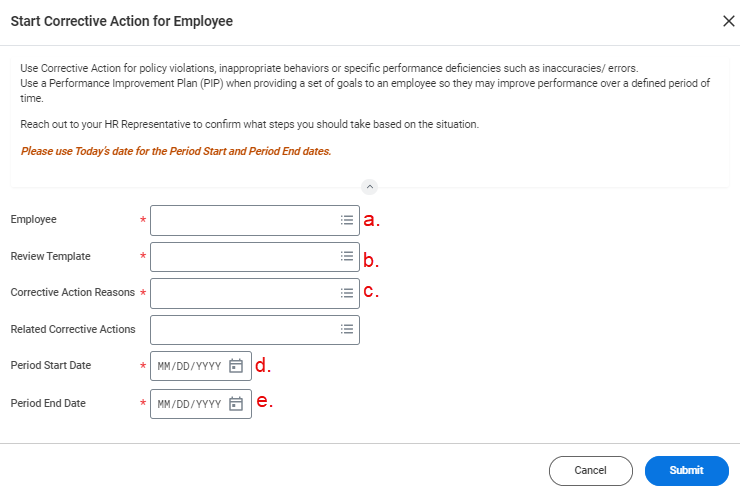 Start Corrective Action for Employee
Use Corrective Action for policy violations, inappropriate behaviors or specific performance deficiencies such as inaccuracies/ errors.
Use a Performance Improvement Plan (PIP) when providing a set of goals to an employee so they may improve performance over a defined period of
time.
Reach out to your HR Representative to confirm what steps you should take based on the situation.
Please use Today's date for the Period Start and Period End dates.
Employee * a.
Review Template * b.
Corrective Action Reasons * c.
Related Corrective Actions
Period Start Date * MM/DD/YYYY d.
Period End Date * MM/DD/YYYY e.
Cancel Submit